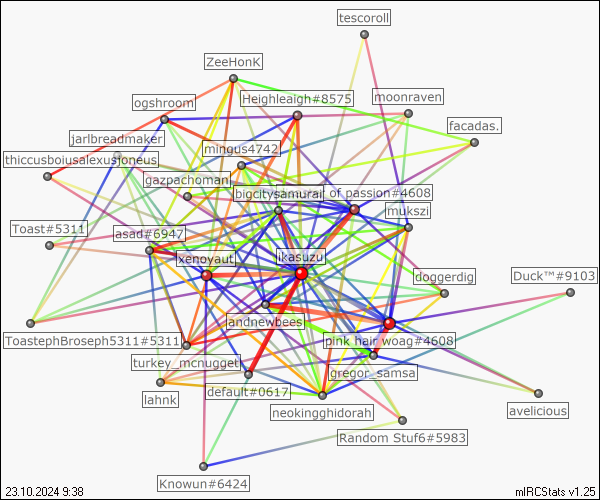 tescoroll
ZeeHonK
Heighleaigh#8575
moonraven
ogshroom
facadas.
jarlbreadmaker
mingus4742
thiccusboiusalexusjoneus
gazpachoman
bigcitysamurai
of passion#4608
mukszi
Toast#5311
asad#6947
xenoyaut
ikasuzu
doggerdig
Duck™#9103
andnewbees
ToastephBroseph5311#5311
pink hair woag#4608
turkey_mcnugget
gregor_samsa
lahnk
default#0617
neokingghidorah
avelicious
Random Stuf6#5983
Knowun#6424
23.10.2024 9:38
mIRCStats v1.25